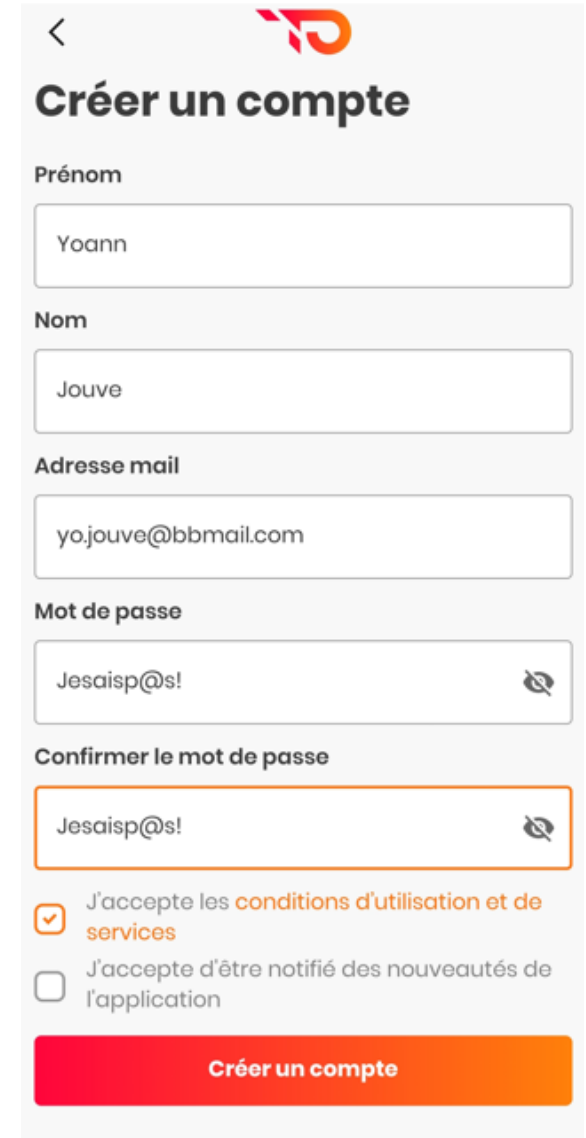 Créer un compte
Prénom
Yoann
Nom
Jouve
Adresse mail
yo.jouve@bbmail.com
Mot de passe
Jesaisp@s!
Confirmer le mot de passe
Jesaisp@s!
J'accepte les conditions d'utilisation et de
services
J'accepte d'être notifié des nouveautés de
l'application
Créer un compte